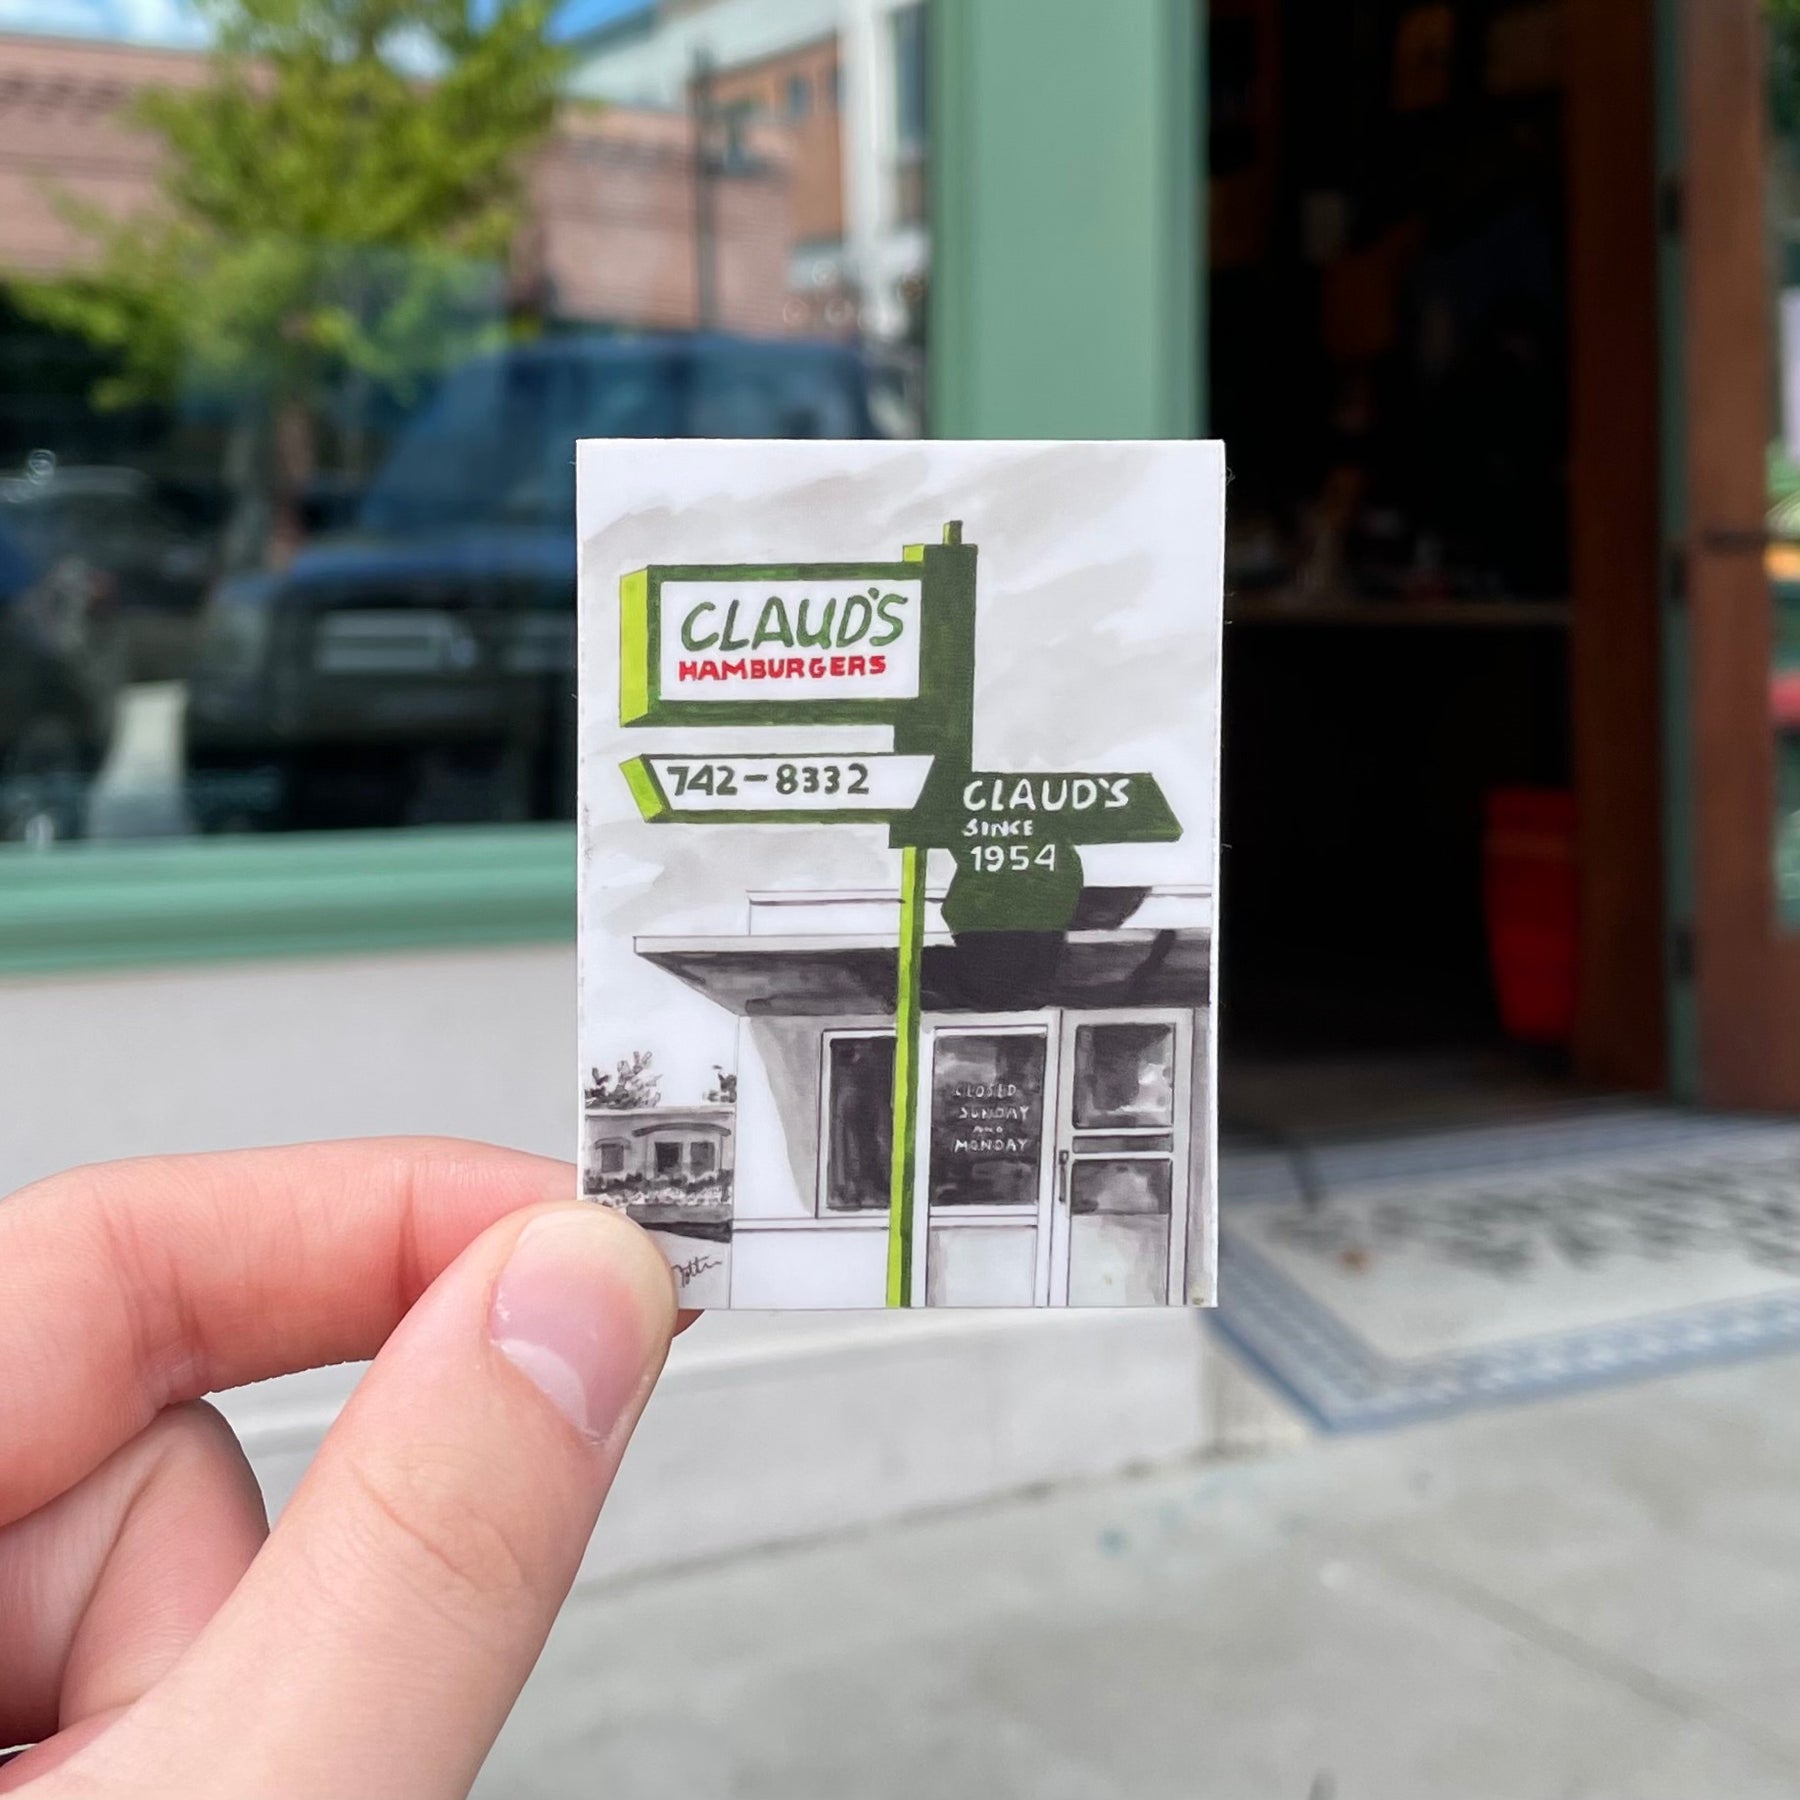 CLAUD'S
HAMBURGERS
742-8332
CLAUD'S
SINCE
1954
CLOSED
SUNDAY
AND
MONDAY